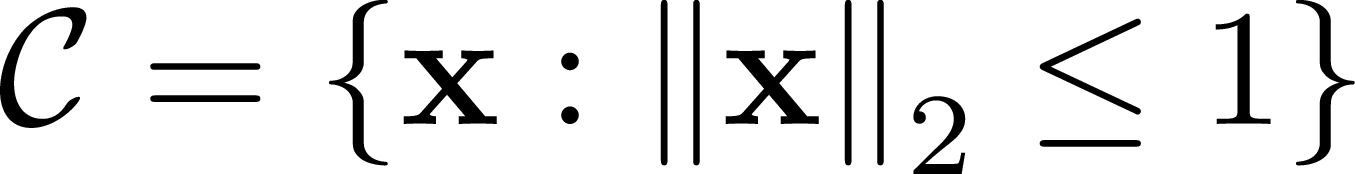 𝒞 = {𝐱 : ‖𝐱‖₂ ≤ 1}